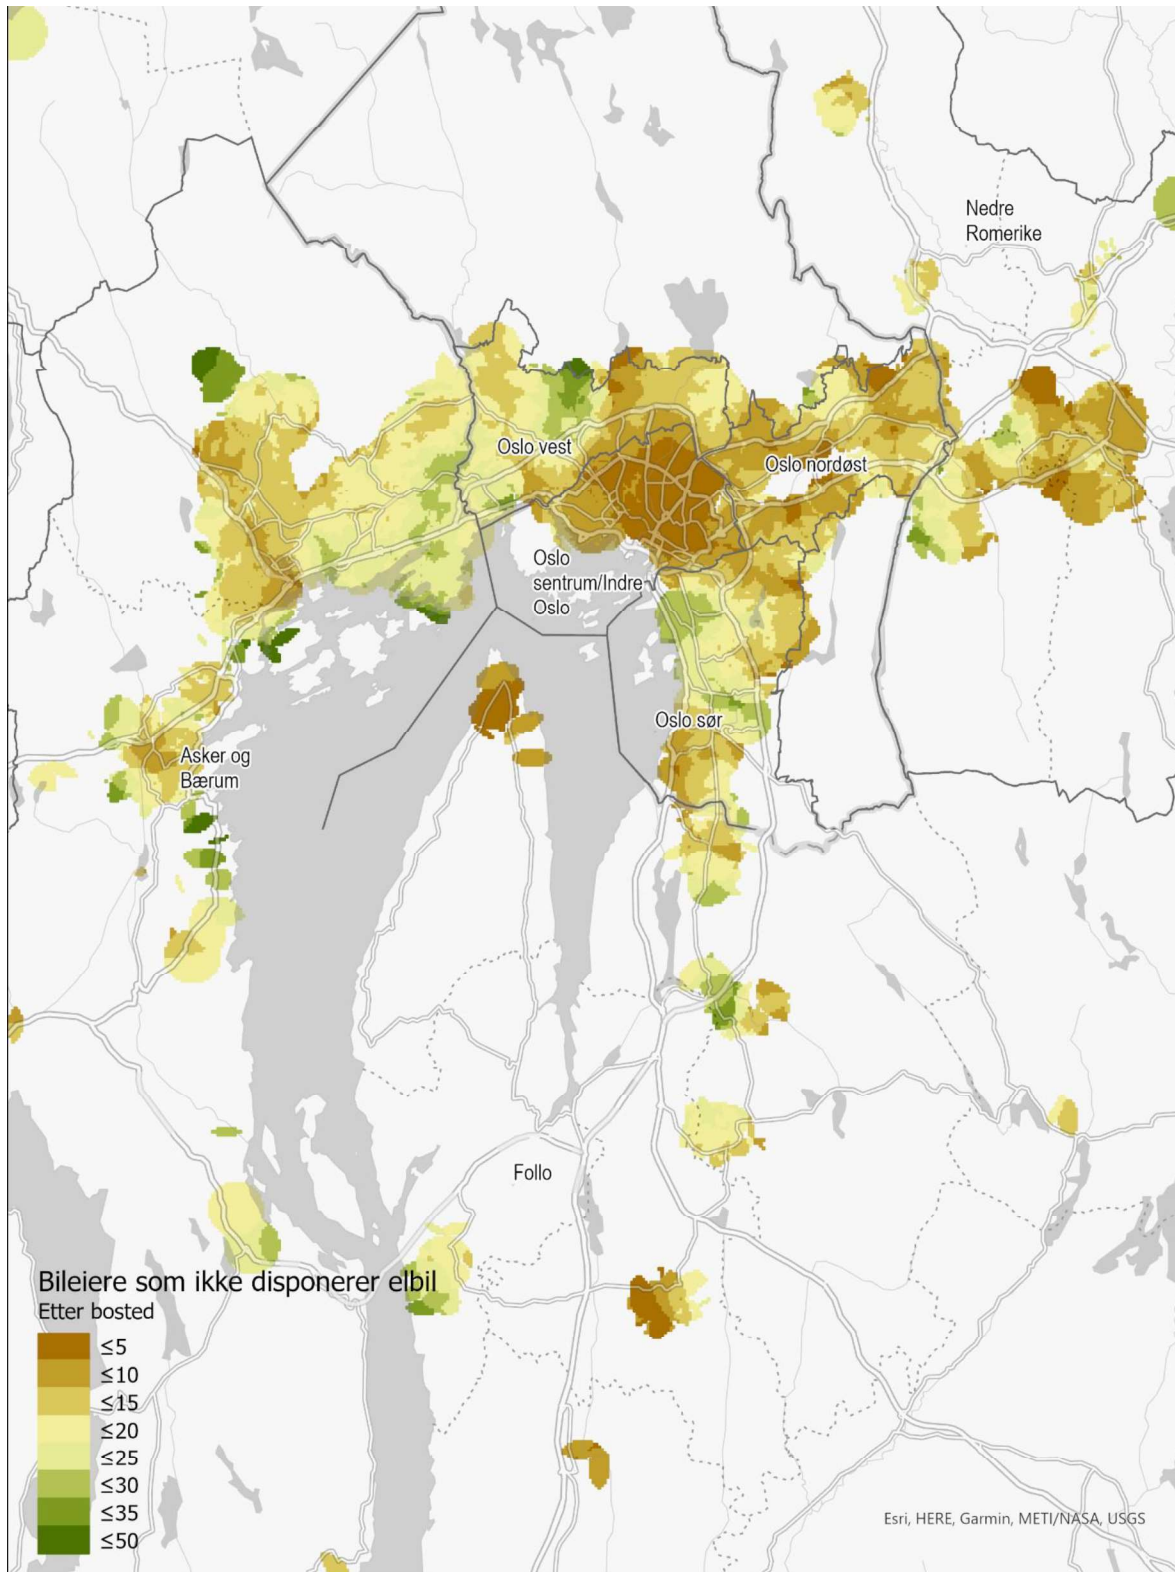 Nedre
Romerike
Oslo vest
Oslo nordøst
Oslo
sentrum/Indre
Oslo
Oslo sør
Asker og
Bærum
Follo
Bileiere som ikke disponerer elbil
Etter bosted
≤5
≤10
≤15
≤20
≤25
≤30
≤35
≤50
Esri, HERE, Garmin, METI/NASA, USGS